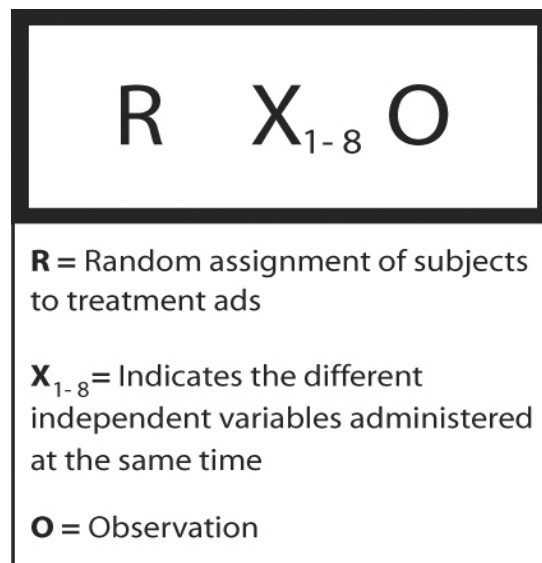 R X1-8 O
R = Random assignment of subjects
to treatment ads
X1-8= Indicates the different
independent variables administered
at the same time
O = Observation